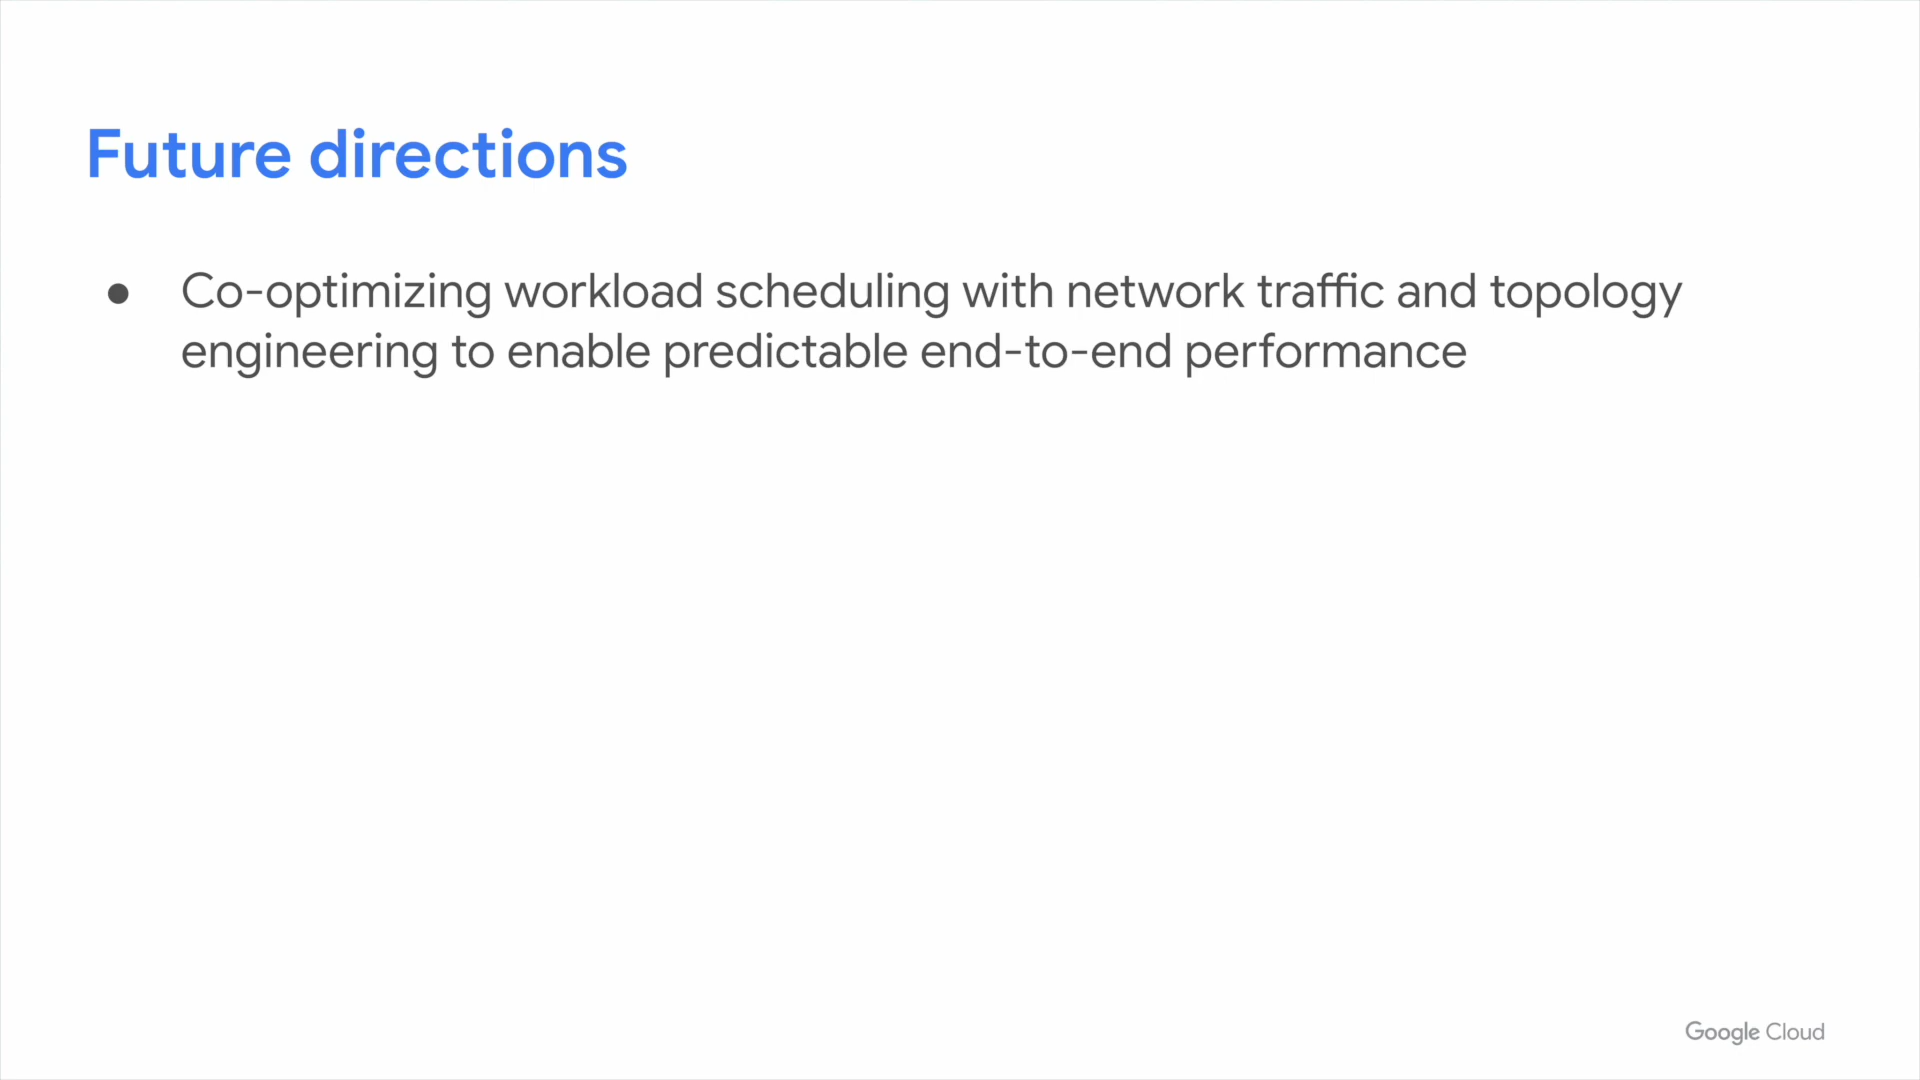 Future directions
● Co-optimizing workload scheduling with network traffic and topology
engineering to enable predictable end-to-end performance
Google Cloud